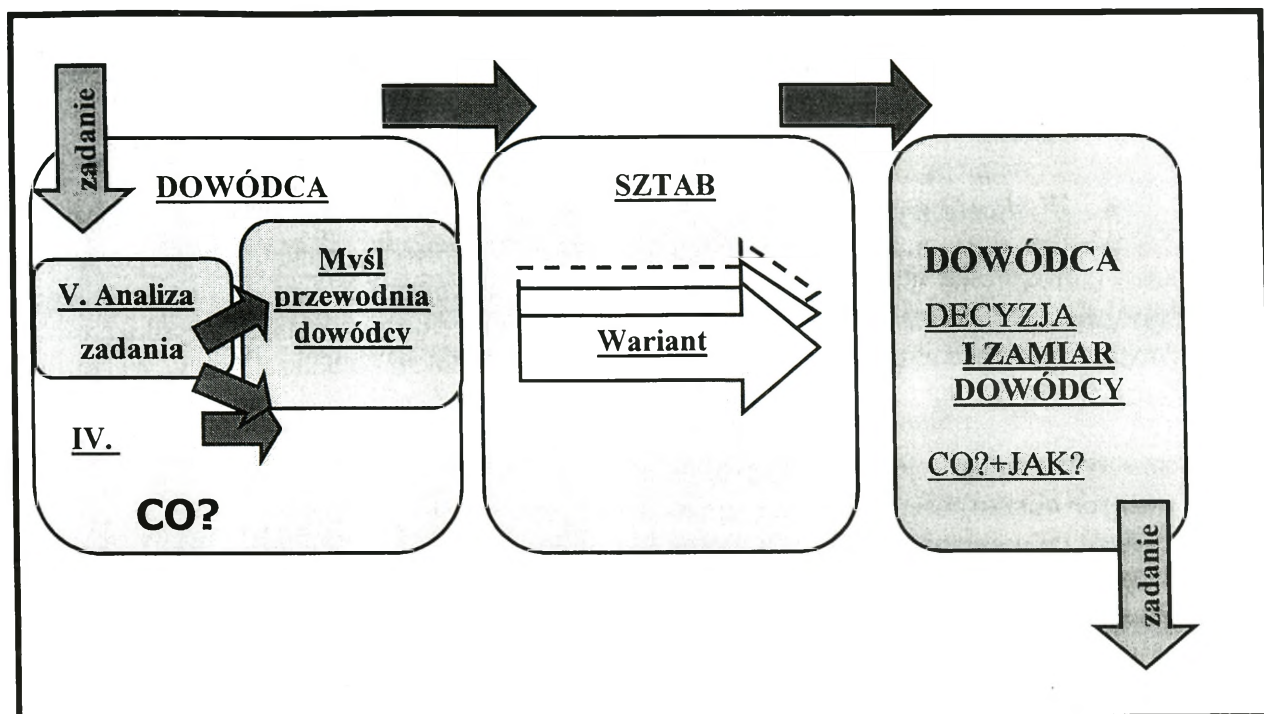 zadanie
DOWÓDCA
V. Analiza
zadania
Myśl
przewodnia
dowódcy
IV.
CO?
SZTAB
Wariant
DOWÓDCA
DECYZJA
I ZAMIAR
DOWÓDCY
CO?+JAK?
zadanie